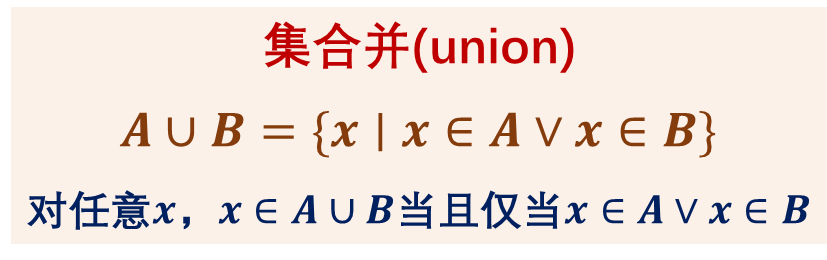 集合并(union)
A ∪ B = {x | x ∈ A ∨ x ∈ B}
对任意x，x ∈ A ∪ B当且仅当x ∈ A ∨ x ∈ B